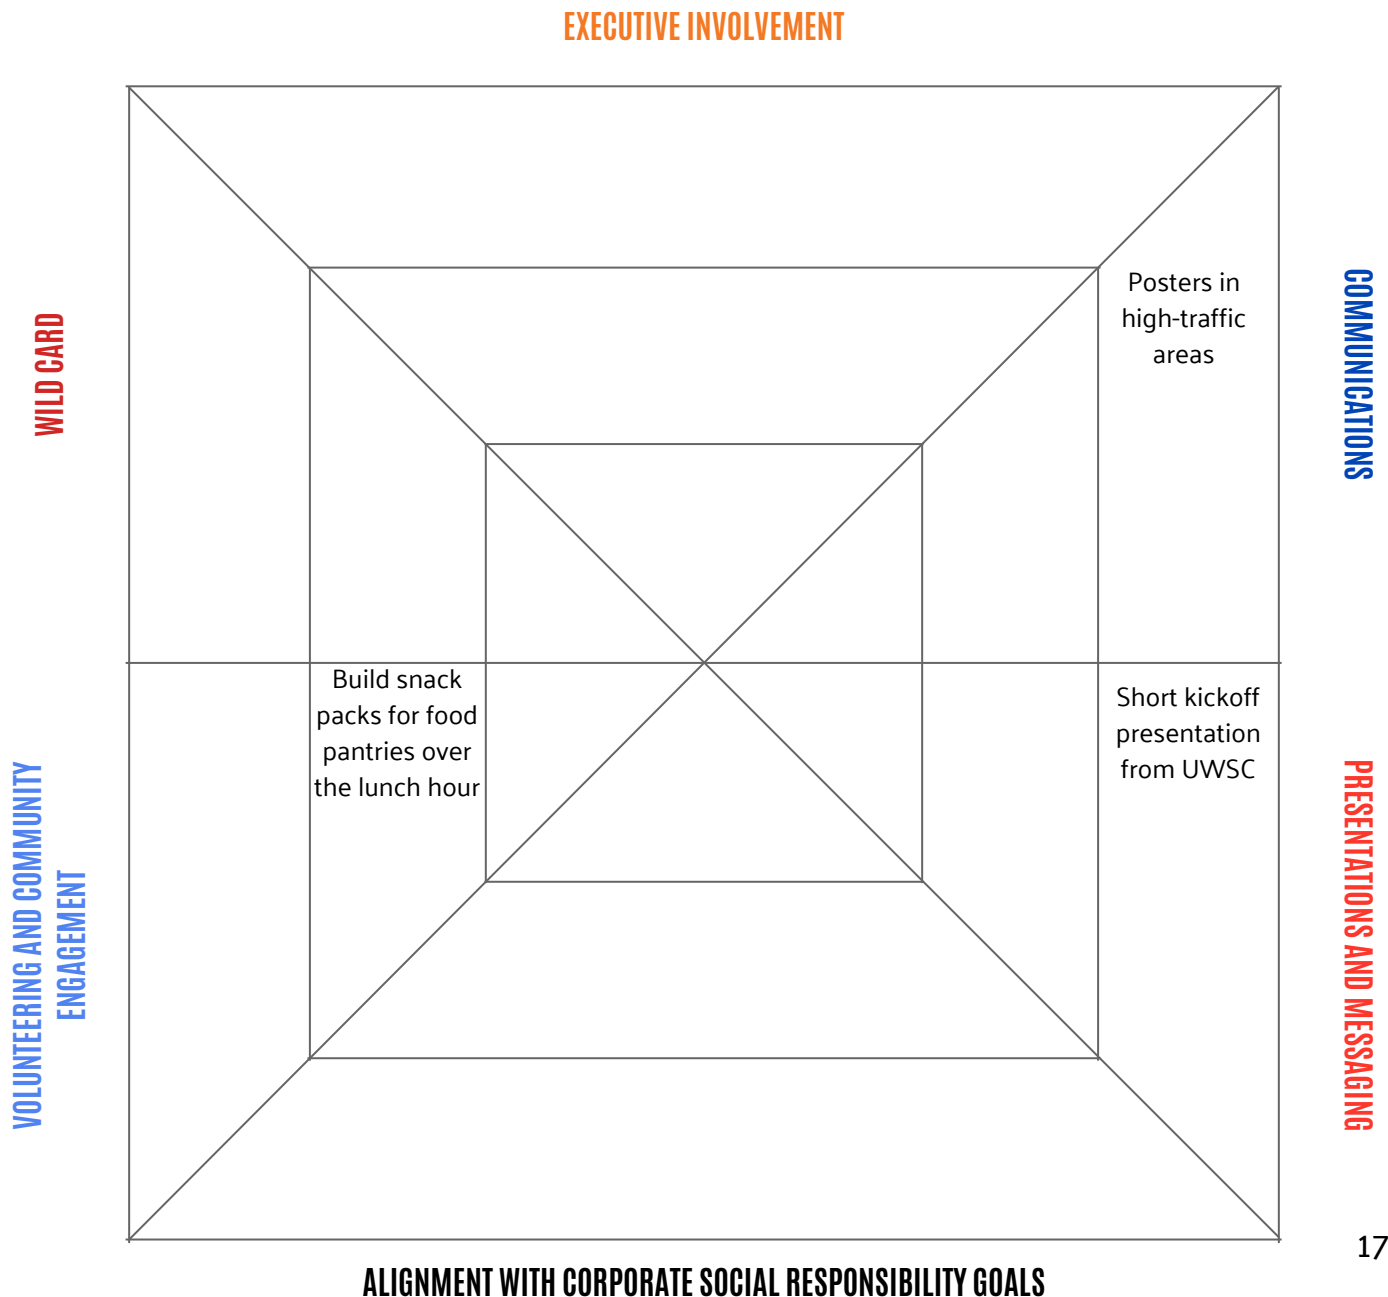 EXECUTIVE INVOLVEMENT
WILD CARD
COMMUNICATIONS
Posters in
high-traffic
areas
Build snack
packs for food
pantries over
the lunch hour
Short kickoff
presentation
from UWSC
VOLUNTEERING AND COMMUNITY
ENGAGEMENT
PRESENTATIONS AND MESSAGING
17
ALIGNMENT WITH CORPORATE SOCIAL RESPONSIBILITY GOALS